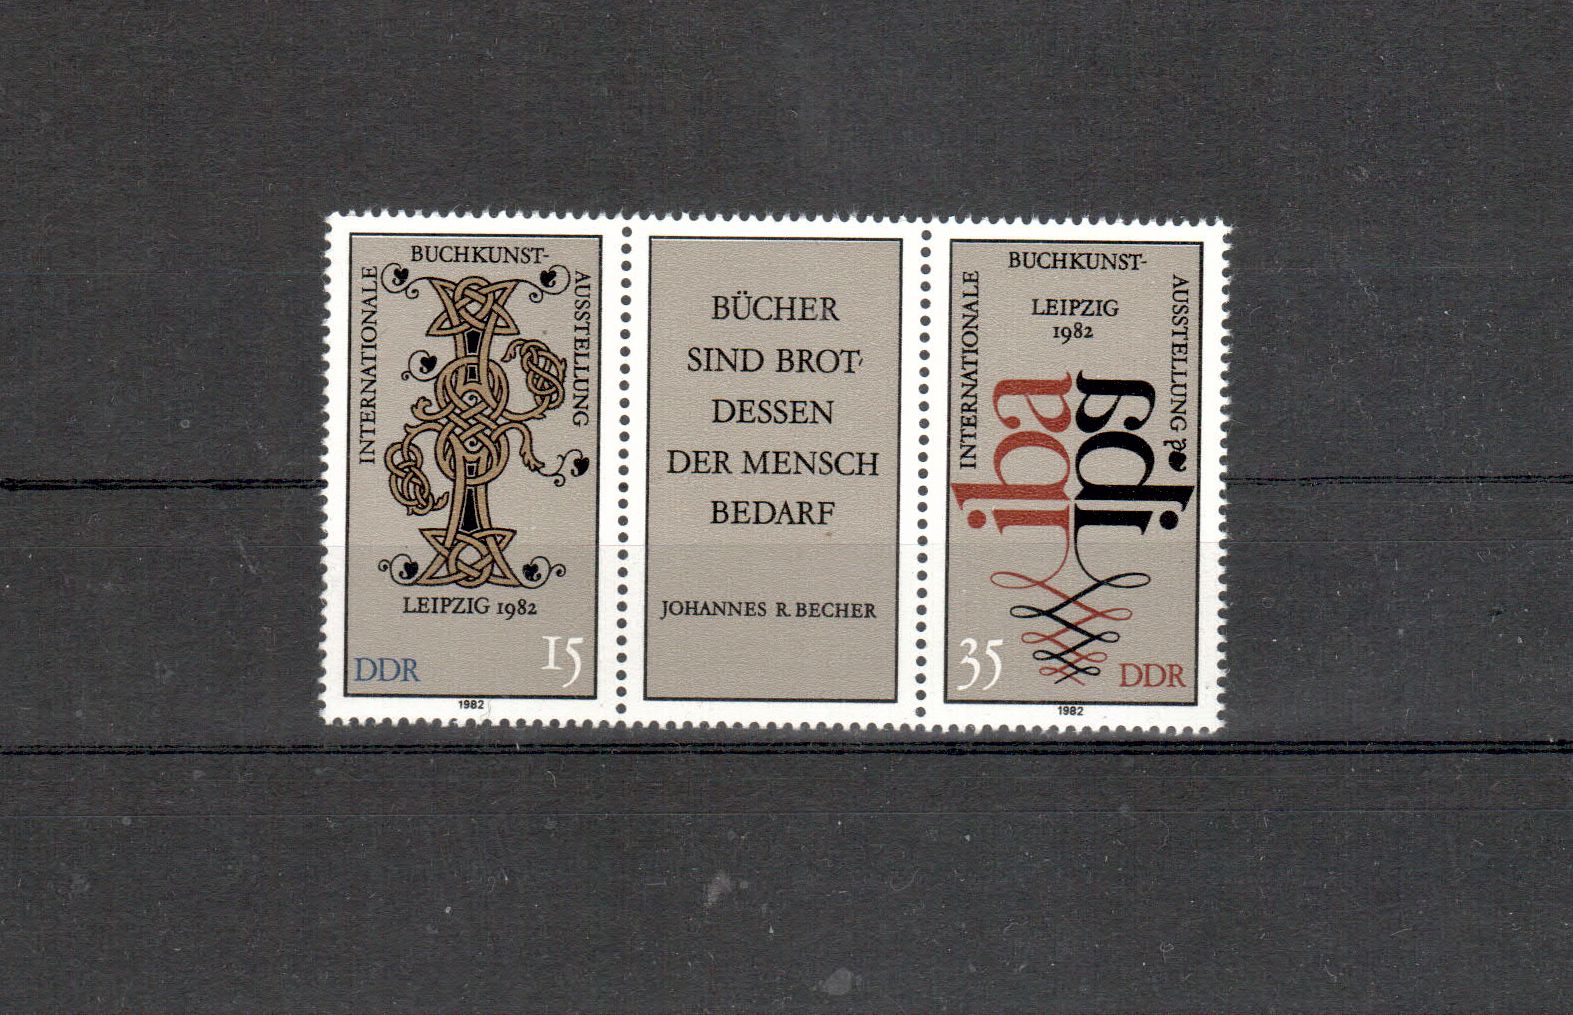 BUCHKUNST-
INTERNATIONALE
AUSSTELLUNG
LEIPZIG 1982
15
DDR
1982
BÜCHER
SIND BROT,
DESSEN
DER MENSCH
BEDARF
JOHANNES R. BECHER
BUCHKUNST-
INTERNATIONALE
AUSSTELLUNG
LEIPZIG
1982
iba
iba
35
DDR
1982